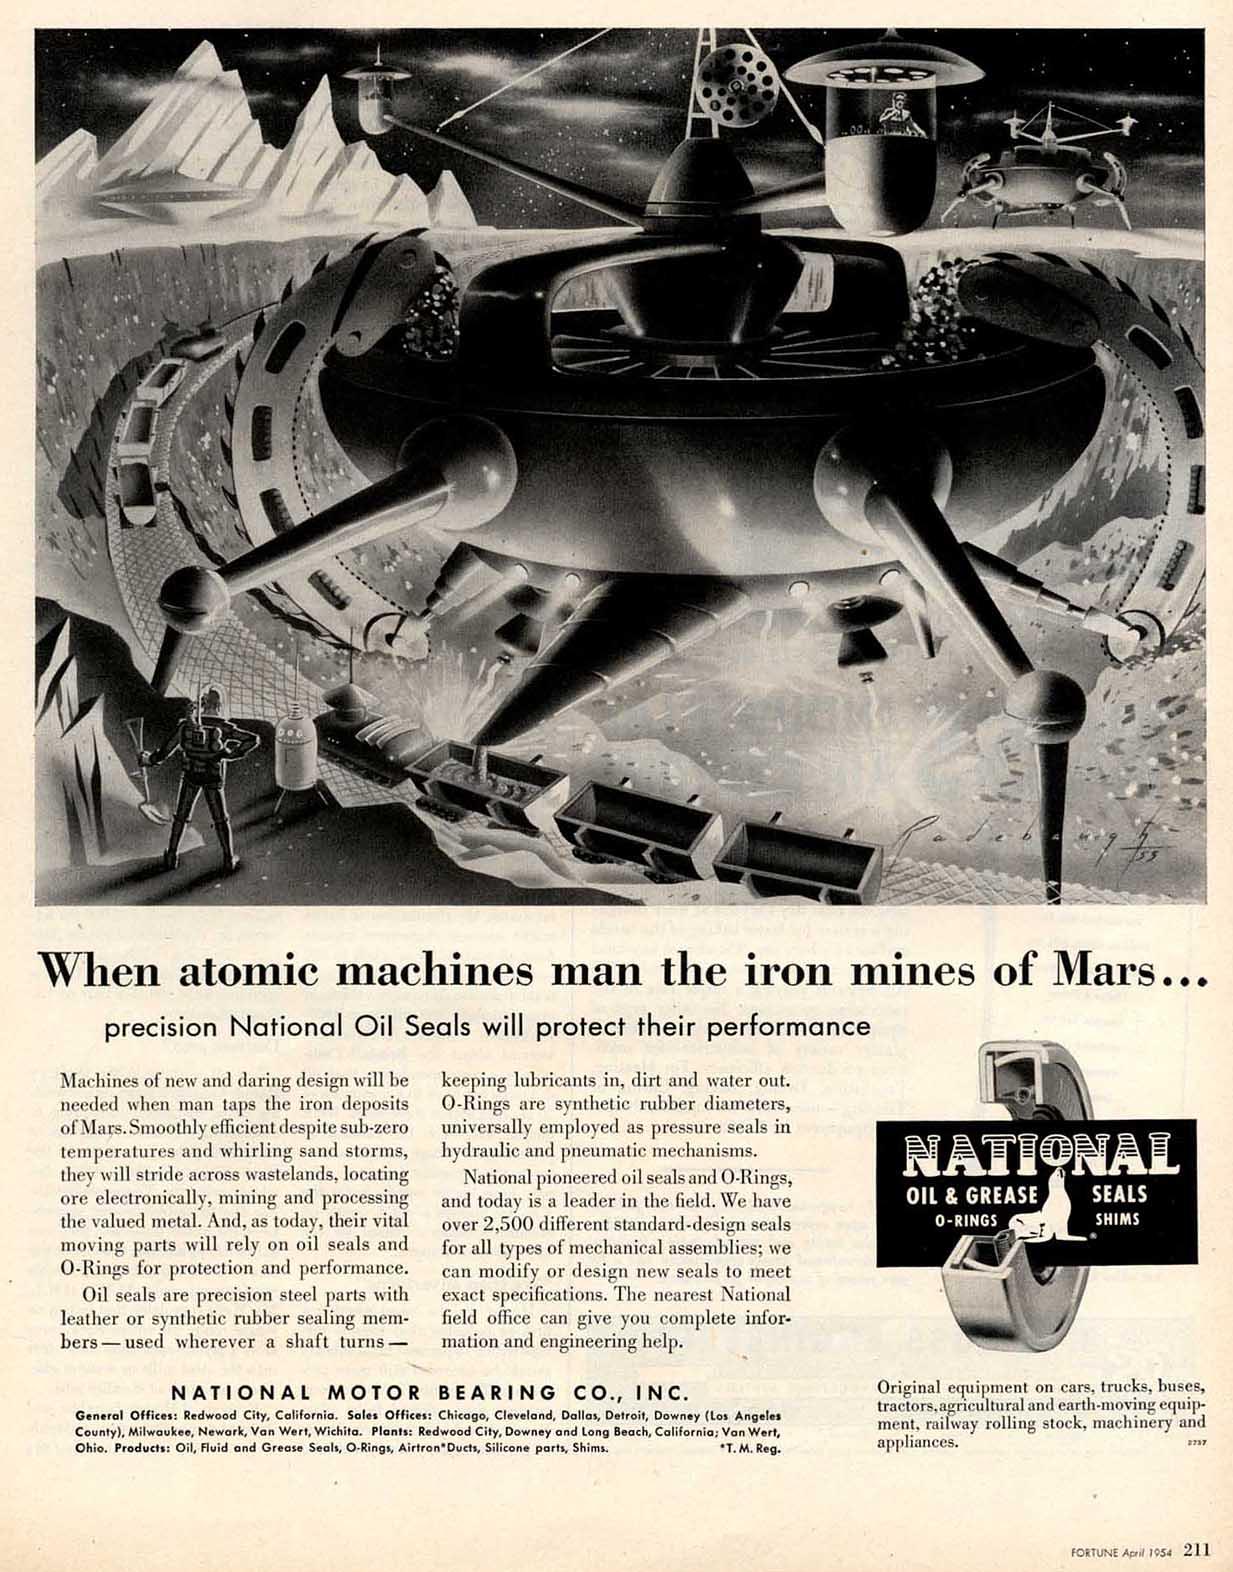 Radebaugh
/55
When atomic machines man the iron mines of Mars...
precision National Oil Seals will protect their performance
Machines of new and daring design will be
needed when man taps the iron deposits
of Mars. Smoothly efficient despite sub-zero
temperatures and whirling sand storms,
they will stride across wastelands, locating
ore electronically, mining and processing
the valued metal. And, as today, their vital
moving parts will rely on oil seals and
O-Rings for protection and performance.
Oil seals are precision steel parts with
leather or synthetic rubber sealing mem-
bers — used wherever a shaft turns —
keeping lubricants in, dirt and water out.
O-Rings are synthetic rubber diameters,
universally employed as pressure seals in
hydraulic and pneumatic mechanisms.
National pioneered oil seals and O-Rings,
and today is a leader in the field. We have
over 2,500 different standard-design seals
for all types of mechanical assemblies; we
can modify or design new seals to meet
exact specifications. The nearest National
field office can give you complete infor-
mation and engineering help.
NATIONAL
OIL & GREASE SEALS
O-RINGS SHIMS
®
NATIONAL MOTOR BEARING CO., INC.
General Offices: Redwood City, California. Sales Offices: Chicago, Cleveland, Dallas, Detroit, Downey (Los Angeles
County), Milwaukee, Newark, Van Wert, Wichita. Plants: Redwood City, Downey and Long Beach, California; Van Wert,
Ohio. Products: Oil, Fluid and Grease Seals, O-Rings, Airtron* Ducts, Silicone parts, Shims. *T. M. Reg.
Original equipment on cars, trucks, buses,
tractors, agricultural and earth-moving equip-
ment, railway rolling stock, machinery and
appliances. 2737
FORTUNE April 1954 211